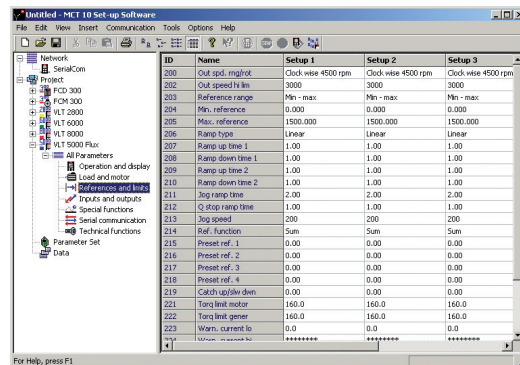 Untitled - MCT 10 Set-up Software
File Edit View Insert Communication Tools Options Help
Network
SerialCom
Project
FCD 300
FCM 300
VLT 2800
VLT 6000
VLT 8000
VLT 5000 Flux
All Parameters
Operation and display
Load and motor
References and limits
Inputs and outputs
Special functions
Serial communication
Technical functions
Parameter Set
Data
ID Name Setup 1 Setup 2 Setup 3
200 Out spd. rng/rot Clock wise 4500 rpm Clock wise 4500 rpm Clock wise 4500 rpm
202 Out speed hi lim 3000 3000 3000
203 Reference range Min - max Min - max Min - max
204 Min. reference 0.000 0.000 0.000
205 Max. reference 1500.000 1500.000 1500.000
206 Ramp type Linear Linear Linear
207 Ramp up time 1 1.00 1.00 1.00
208 Ramp down time 1 1.00 1.00 1.00
209 Ramp up time 2 1.00 1.00 1.00
210 Ramp down time 2 1.00 1.00 1.00
211 Jog ramp time 2.00 2.00 2.00
212 Q stop ramp time 1.00 1.00 1.00
213 Jog speed 200 200 200
214 Ref. function Sum Sum Sum
215 Preset ref. 1 0.00 0.00 0.00
216 Preset ref. 2 0.00 0.00 0.00
217 Preset ref. 3 0.00 0.00 0.00
218 Preset ref. 4 0.00 0.00 0.00
219 Catch up/slw dwn 0.00 0.00 0.00
221 Torq limit motor 160.0 160.0 160.0
222 Torq limit gener 160.0 160.0 160.0
223 Warn. current lo 0.0 0.0 0.0
224 Warn. current hi ******** ******** ********
For Help, press F1